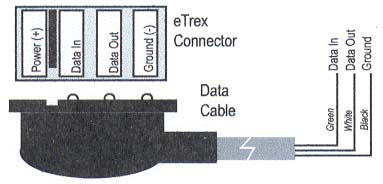 eTrex
Connector
Power (+)
Data In
Data Out
Ground (-)
Data
Cable
Data In
Data Out
Ground
Green
White
Black